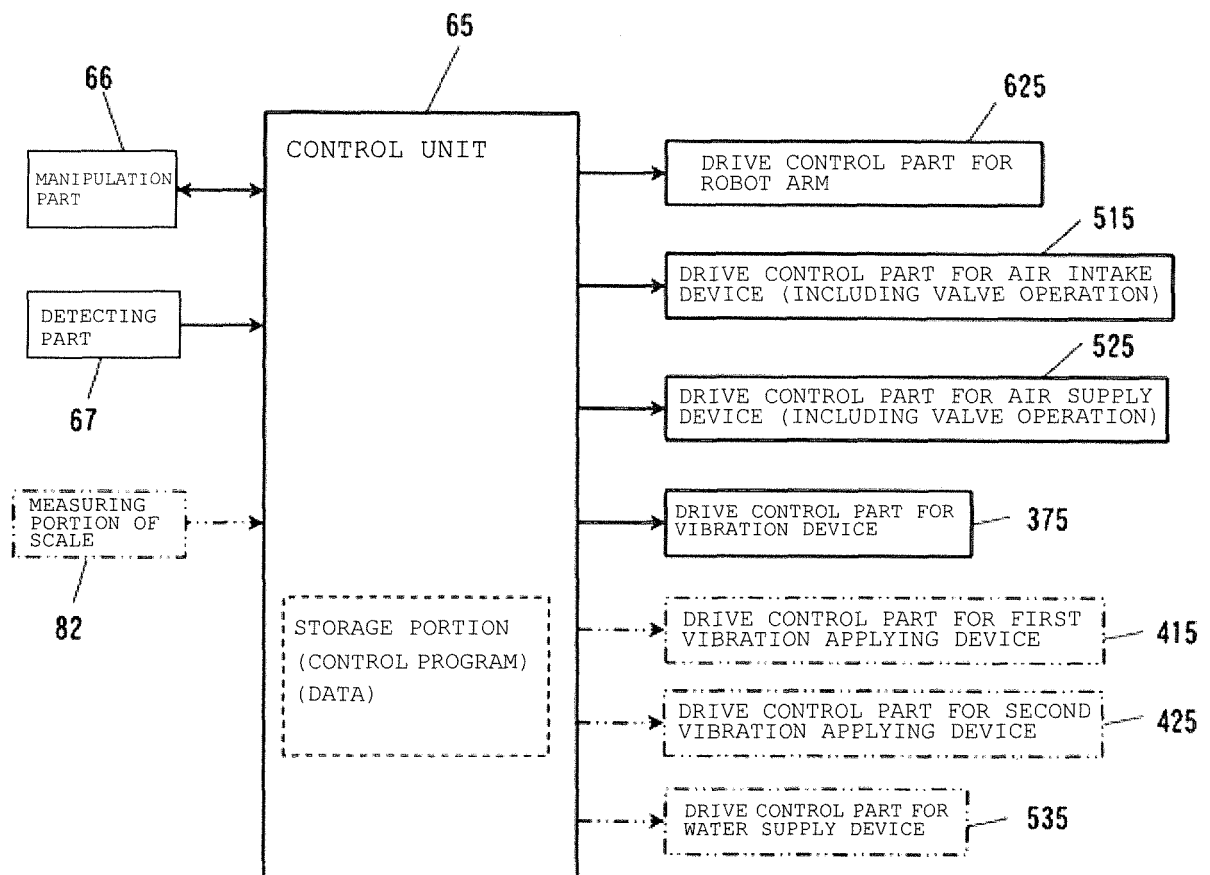 65
66
625
CONTROL UNIT
MANIPULATION
PART
DRIVE CONTROL PART FOR
ROBOT ARM
515
DRIVE CONTROL PART FOR AIR INTAKE
DEVICE (INCLUDING VALVE OPERATION)
DETECTING
PART
67
525
DRIVE CONTROL PART FOR AIR SUPPLY
DEVICE (INCLUDING VALVE OPERATION)
MEASURING
PORTION OF
SCALE
82
DRIVE CONTROL PART FOR
VIBRATION DEVICE
375
STORAGE PORTION
(CONTROL PROGRAM)
(DATA)
DRIVE CONTROL PART FOR FIRST
VIBRATION APPLYING DEVICE
415
DRIVE CONTROL PART FOR SECOND
VIBRATION APPLYING DEVICE
425
DRIVE CONTROL PART FOR
WATER SUPPLY DEVICE
535